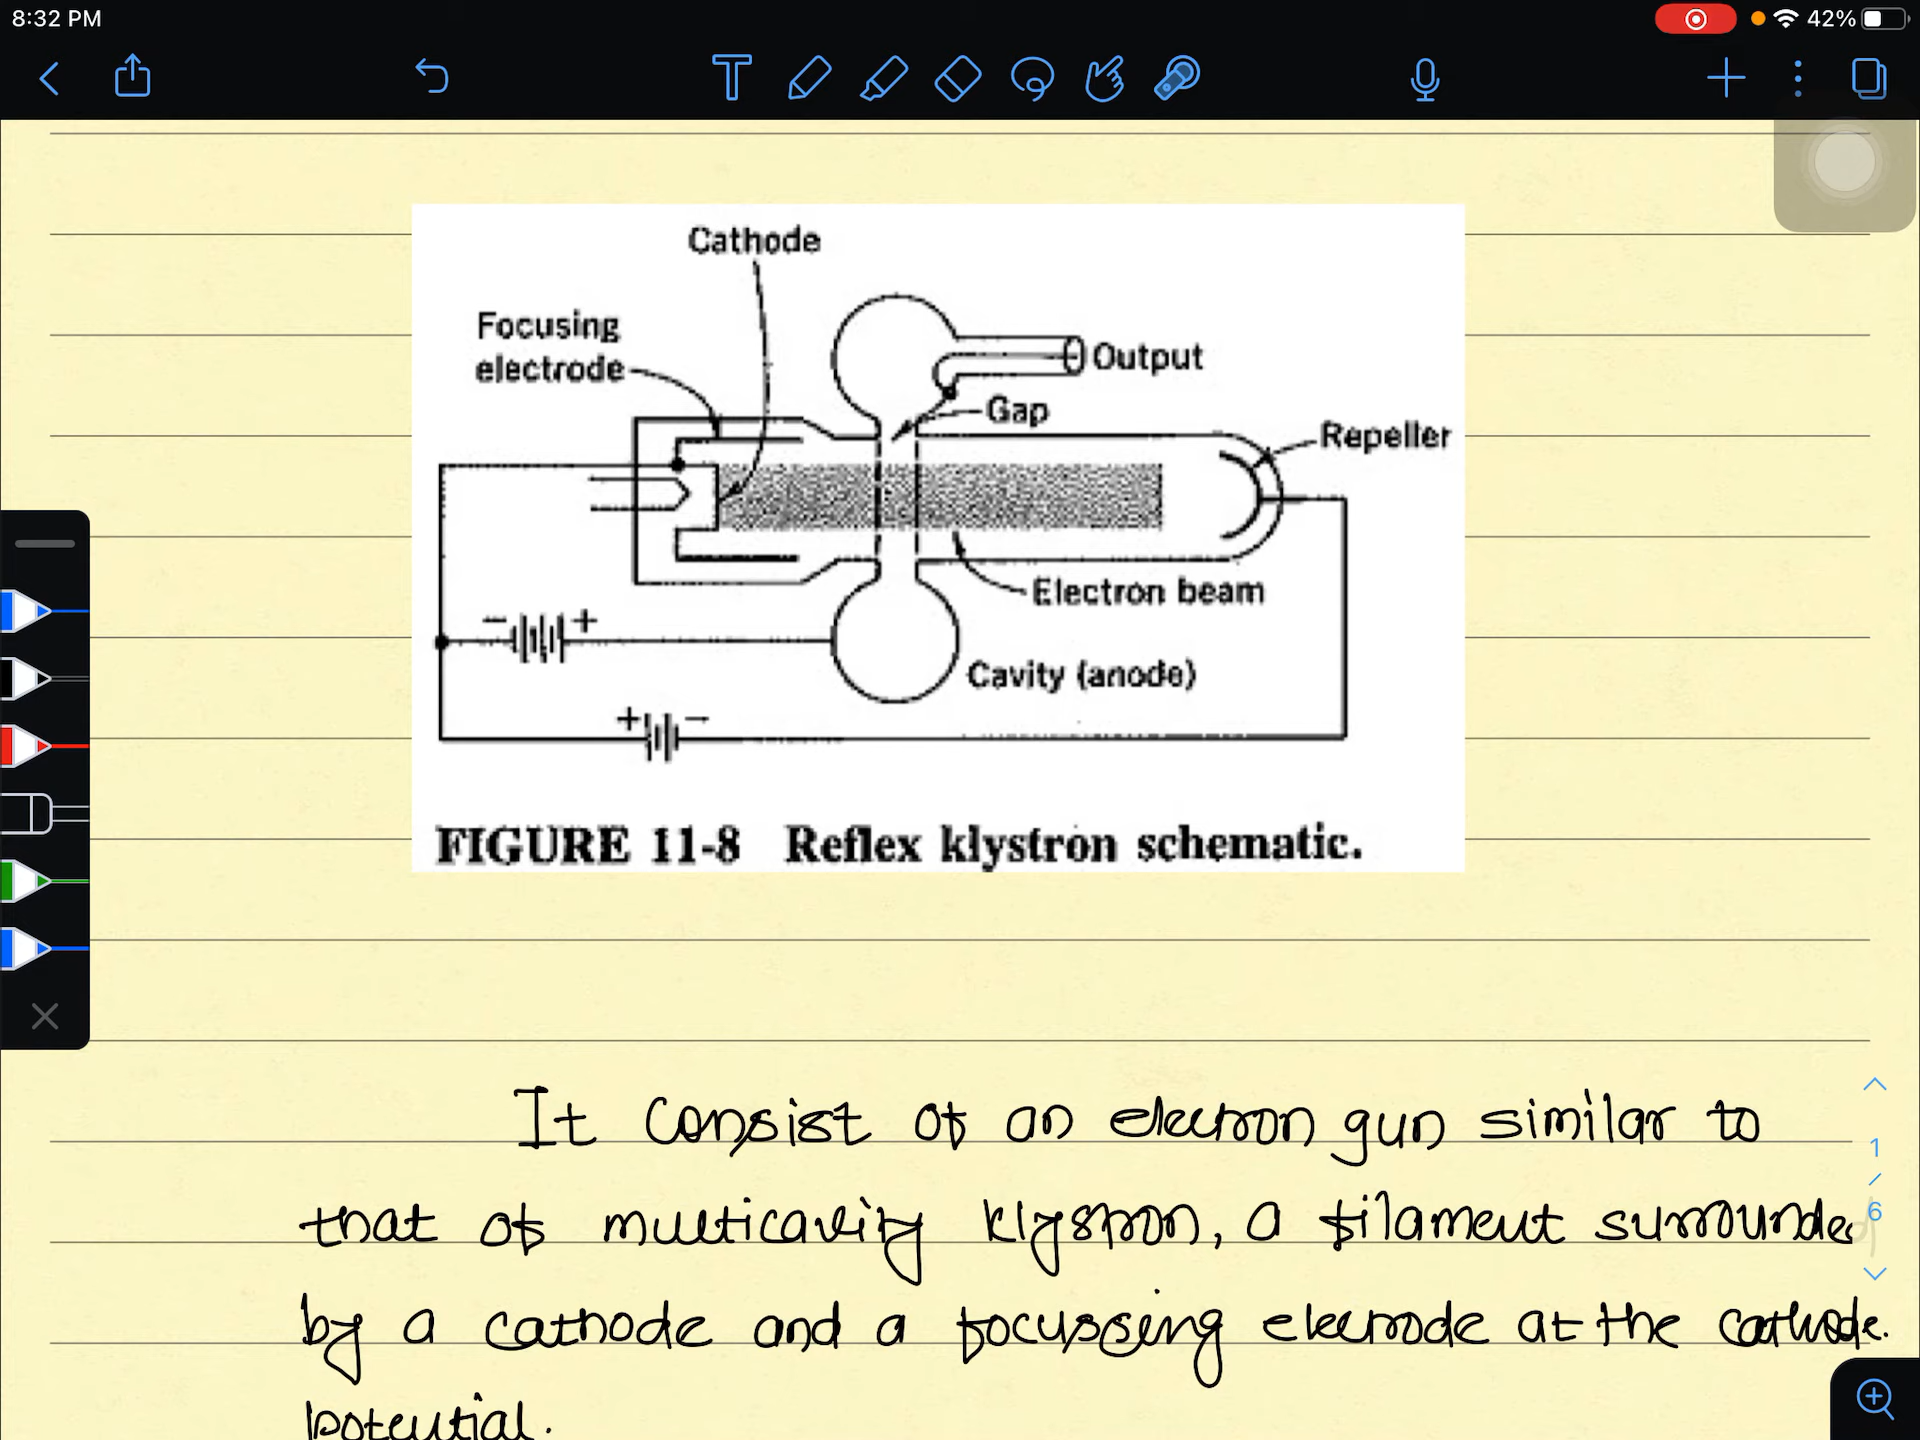 8:32 PM
42%
Cathode
Focusing
electrode
Output
Gap
Repeller
Electron beam
- +
Cavity (anode)
+ -
FIGURE 11-8 Reflex klystron schematic.
It consist of an electron gun similar to
that of multicavity klystron, a filament surrounded
by a cathode and a focussing electrode at the cathode
potential.
1
/
6